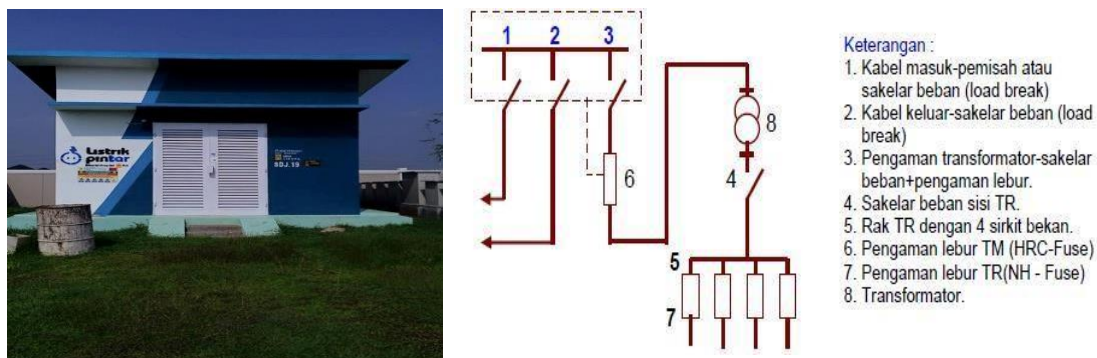 Listrik
pintar
SDJ.19
1 2 3
6
8
4
5
7
Keterangan :
1. Kabel masuk-pemisah atau
sakelar beban (load break)
2. Kabel keluar-sakelar beban (load
break)
3. Pengaman transformator-sakelar
beban+pengaman lebur.
4. Sakelar beban sisi TR.
5. Rak TR dengan 4 sirkit bekan.
6. Pengaman lebur TM (HRC-Fuse)
7. Pengaman lebur TR(NH - Fuse)
8. Transformator.